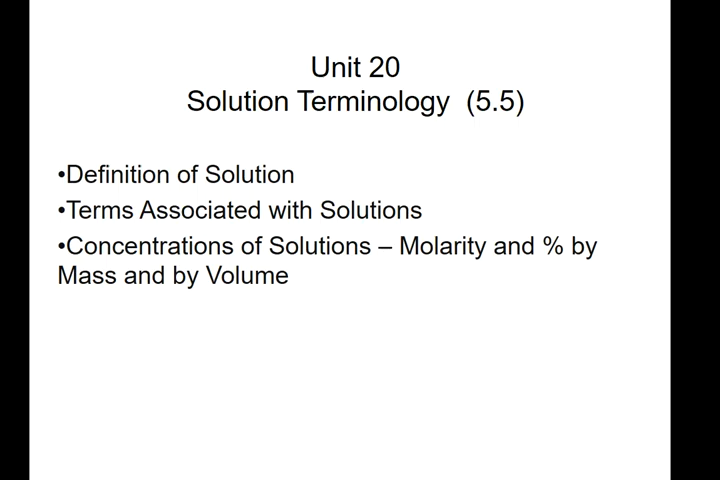 Unit 20
Solution Terminology (5.5)
•Definition of Solution
•Terms Associated with Solutions
•Concentrations of Solutions – Molarity and % by
Mass and by Volume